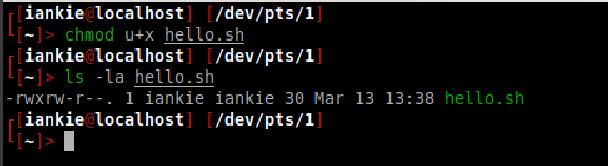 ┌[iankie@localhost] [/dev/pts/1]
└[~]> chmod u+x hello.sh
┌[iankie@localhost] [/dev/pts/1]
└[~]> ls -la hello.sh
-rwxrw-r--. 1 iankie iankie 30 Mar 13 13:38 hello.sh
┌[iankie@localhost] [/dev/pts/1]
└[~]>